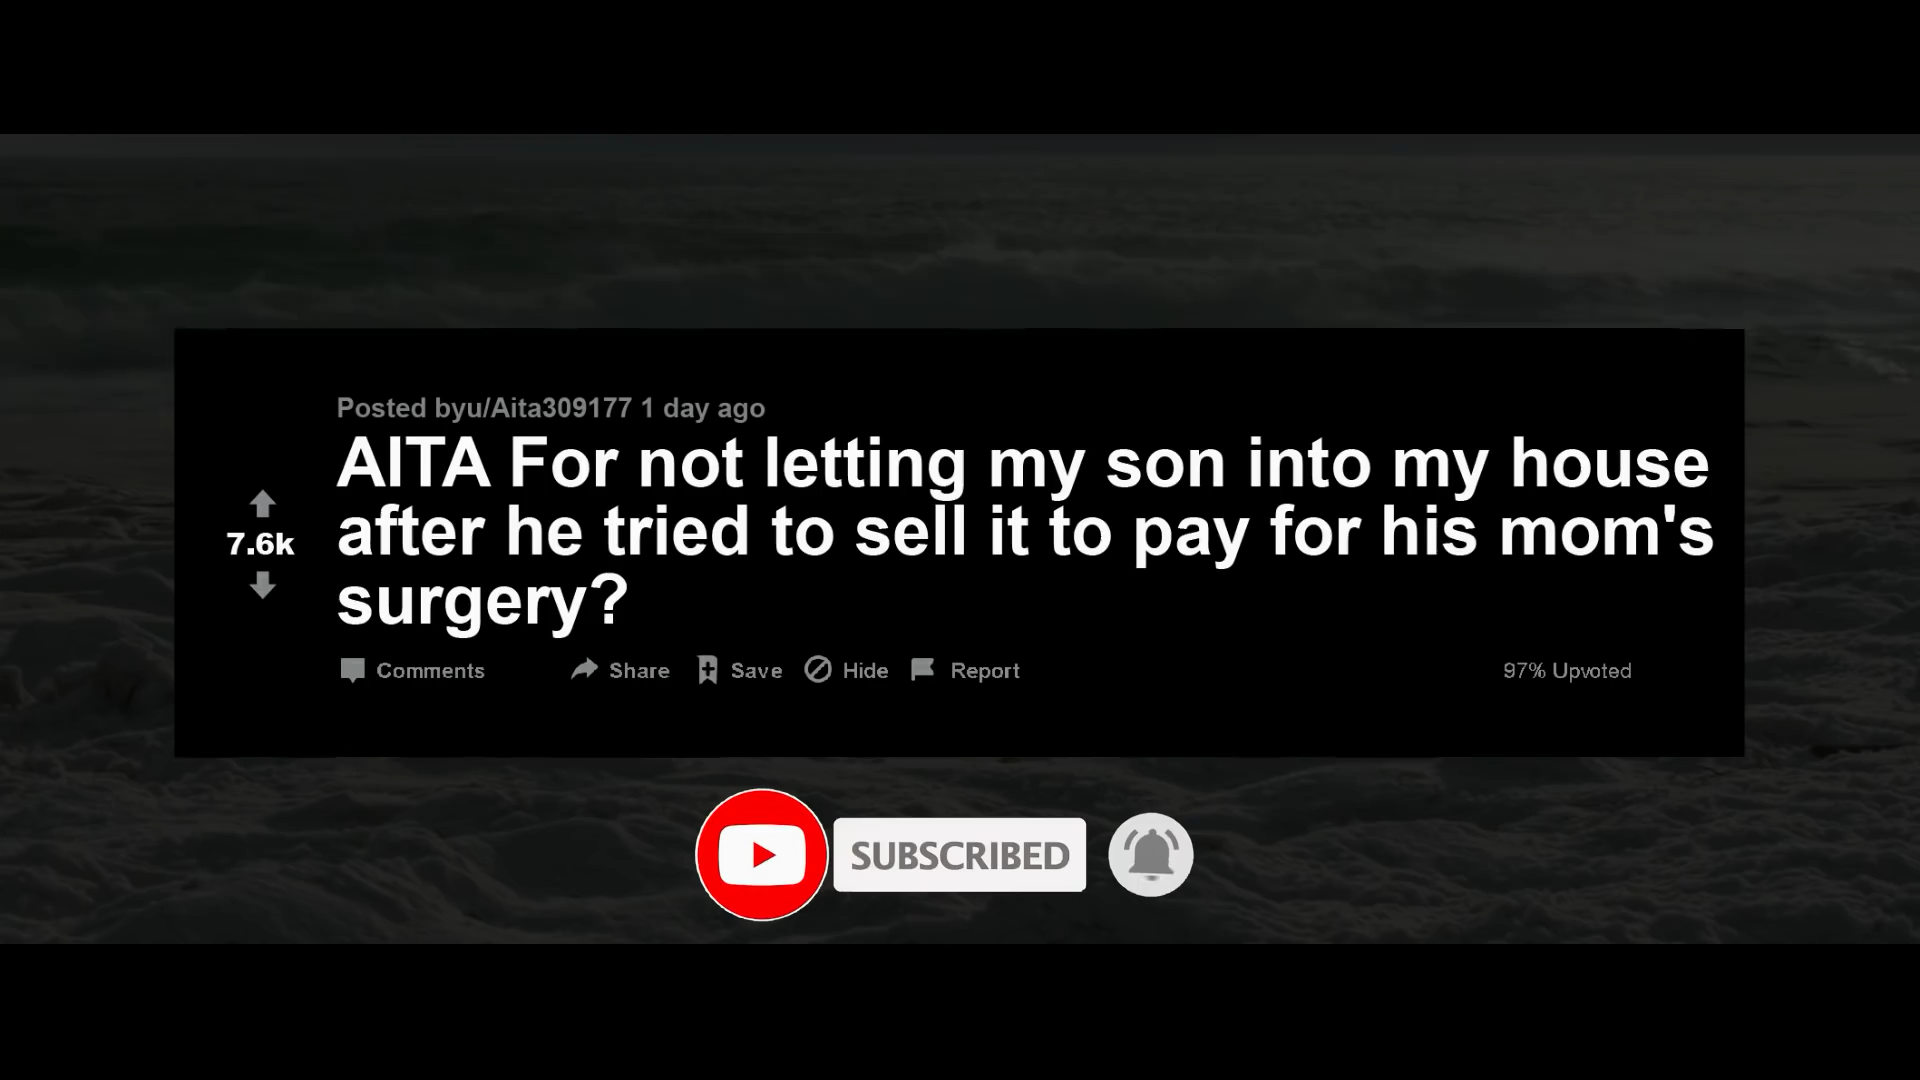 Posted byu/Aita309177 1 day ago
AITA For not letting my son into my house
after he tried to sell it to pay for his mom's
surgery?
7.6k
Comments Share Save Hide Report 97% Upvoted
SUBSCRIBED